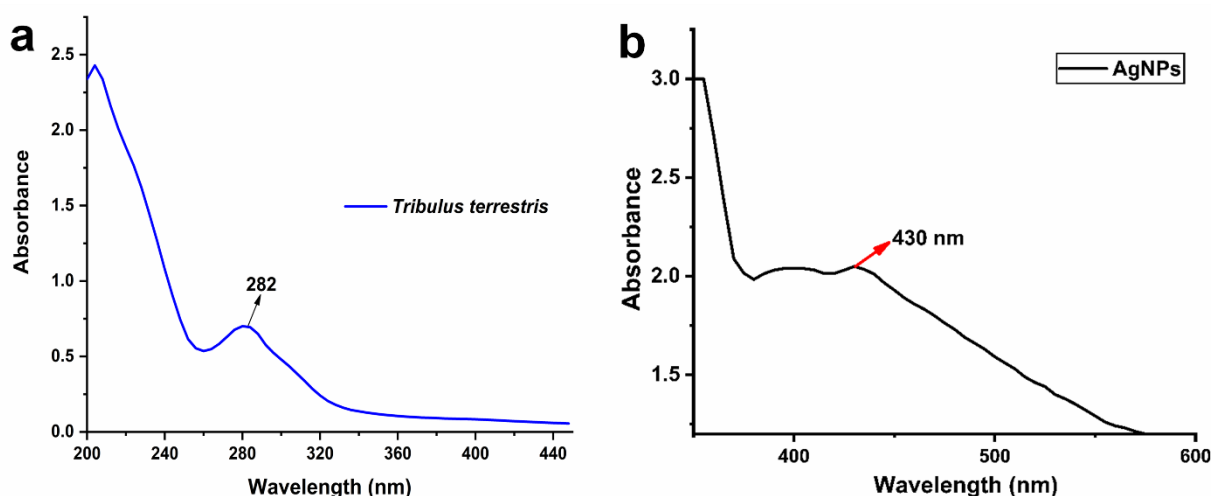 a
2.5
2.0
1.5
1.0
0.5
0.0
Absorbance
200 240 280 320 360 400 440
Wavelength (nm)
Tribulus terrestris
282
b
3.0
2.5
2.0
1.5
Absorbance
400 500 600
Wavelength (nm)
AgNPs
430 nm